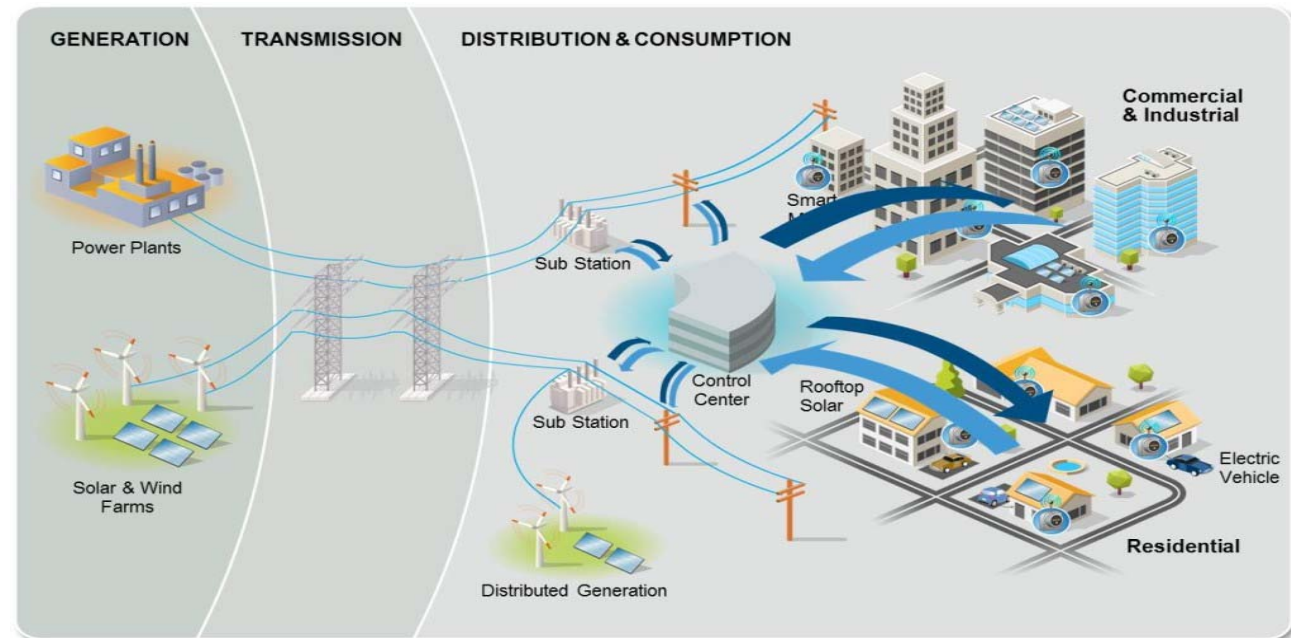 GENERATION
TRANSMISSION
DISTRIBUTION & CONSUMPTION
Commercial
& Industrial
Power Plants
Sub Station
Smart
Control
Center
Rooftop
Solar
Sub Station
Electric
Vehicle
Solar & Wind
Farms
Residential
Distributed Generation